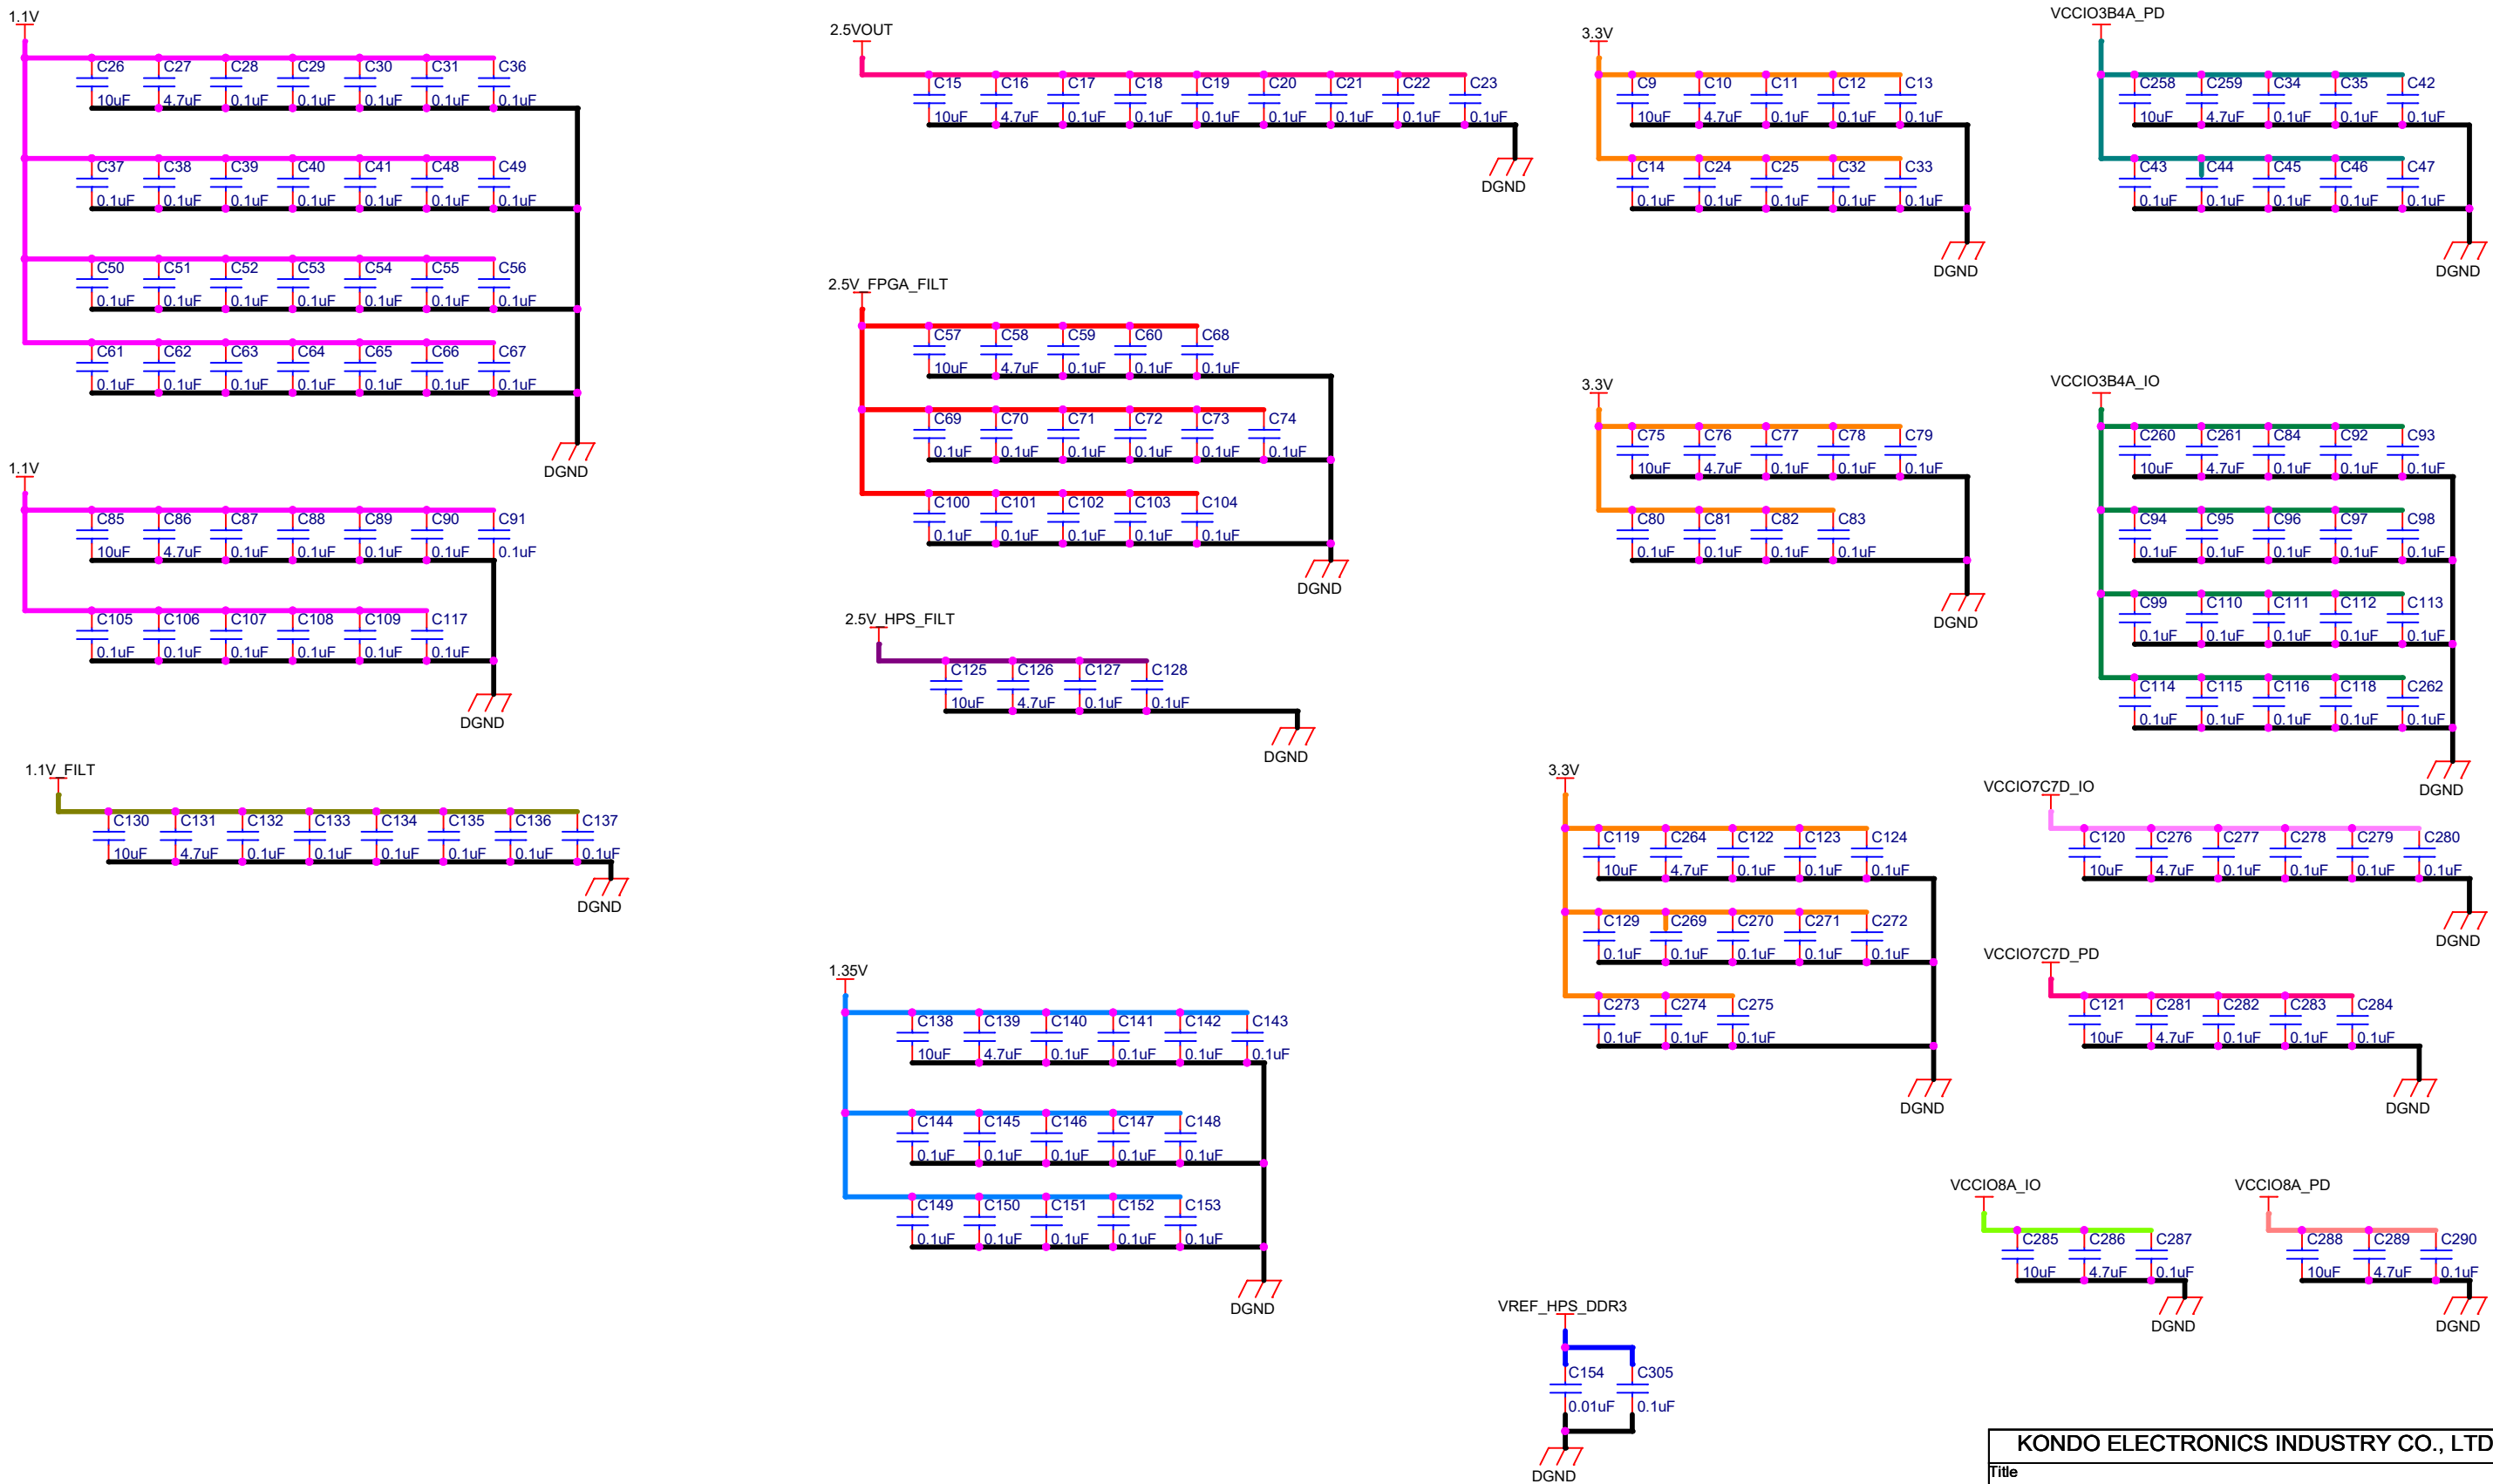 1.1V
C26 C27 C28 C29 C30 C31 C36
10uF 4.7uF 0.1uF 0.1uF 0.1uF 0.1uF 0.1uF
C37 C38 C39 C40 C41 C48 C49
0.1uF 0.1uF 0.1uF 0.1uF 0.1uF 0.1uF 0.1uF
C50 C51 C52 C53 C54 C55 C56
0.1uF 0.1uF 0.1uF 0.1uF 0.1uF 0.1uF 0.1uF
C61 C62 C63 C64 C65 C66 C67
0.1uF 0.1uF 0.1uF 0.1uF 0.1uF 0.1uF 0.1uF
DGND
1.1V
C85 C86 C87 C88 C89 C90 C91
10uF 4.7uF 0.1uF 0.1uF 0.1uF 0.1uF 0.1uF
C105 C106 C107 C108 C109 C117
0.1uF 0.1uF 0.1uF 0.1uF 0.1uF 0.1uF
DGND
1.1V_FILT
C130 C131 C132 C133 C134 C135 C136 C137
10uF 4.7uF 0.1uF 0.1uF 0.1uF 0.1uF 0.1uF 0.1uF
DGND
2.5VOUT
C15 C16 C17 C18 C19 C20 C21 C22 C23
10uF 4.7uF 0.1uF 0.1uF 0.1uF 0.1uF 0.1uF 0.1uF 0.1uF
DGND
2.5V_FPGA_FILT
C57 C58 C59 C60 C68
10uF 4.7uF 0.1uF 0.1uF 0.1uF
C69 C70 C71 C72 C73 C74
0.1uF 0.1uF 0.1uF 0.1uF 0.1uF 0.1uF
C100 C101 C102 C103 C104
0.1uF 0.1uF 0.1uF 0.1uF 0.1uF
DGND
2.5V_HPS_FILT
C125 C126 C127 C128
10uF 4.7uF 0.1uF 0.1uF
DGND
1.35V
C138 C139 C140 C141 C142 C143
10uF 4.7uF 0.1uF 0.1uF 0.1uF 0.1uF
C144 C145 C146 C147 C148
0.1uF 0.1uF 0.1uF 0.1uF 0.1uF
C149 C150 C151 C152 C153
0.1uF 0.1uF 0.1uF 0.1uF 0.1uF
DGND
3.3V
C9 C10 C11 C12 C13
10uF 4.7uF 0.1uF 0.1uF 0.1uF
C14 C24 C25 C32 C33
0.1uF 0.1uF 0.1uF 0.1uF 0.1uF
DGND
3.3V
C75 C76 C77 C78 C79
10uF 4.7uF 0.1uF 0.1uF 0.1uF
C80 C81 C82 C83
0.1uF 0.1uF 0.1uF 0.1uF
DGND
3.3V
C119 C264 C122 C123 C124
10uF 4.7uF 0.1uF 0.1uF 0.1uF
C129 C269 C270 C271 C272
0.1uF 0.1uF 0.1uF 0.1uF 0.1uF
C273 C274 C275
0.1uF 0.1uF 0.1uF
DGND
VREF_HPS_DDR3
C154 C305
0.01uF 0.1uF
DGND
VCCIO3B4A_PD
C258 C259 C34 C35 C42
10uF 4.7uF 0.1uF 0.1uF 0.1uF
C43 C44 C45 C46 C47
0.1uF 0.1uF 0.1uF 0.1uF 0.1uF
DGND
VCCIO3B4A_IO
C260 C261 C84 C92 C93
10uF 4.7uF 0.1uF 0.1uF 0.1uF
C94 C95 C96 C97 C98
0.1uF 0.1uF 0.1uF 0.1uF 0.1uF
C99 C110 C111 C112 C113
0.1uF 0.1uF 0.1uF 0.1uF 0.1uF
C114 C115 C116 C118 C262
0.1uF 0.1uF 0.1uF 0.1uF 0.1uF
DGND
VCCIO7C7D_IO
C120 C276 C277 C278 C279 C280
10uF 4.7uF 0.1uF 0.1uF 0.1uF 0.1uF
DGND
VCCIO7C7D_PD
C121 C281 C282 C283 C284
10uF 4.7uF 0.1uF 0.1uF 0.1uF
DGND
VCCIO8A_IO
C285 C286 C287
10uF 4.7uF 0.1uF
DGND
VCCIO8A_PD
C288 C289 C290
10uF 4.7uF 0.1uF
DGND
KONDO ELECTRONICS INDUSTRY CO., LTD
Title